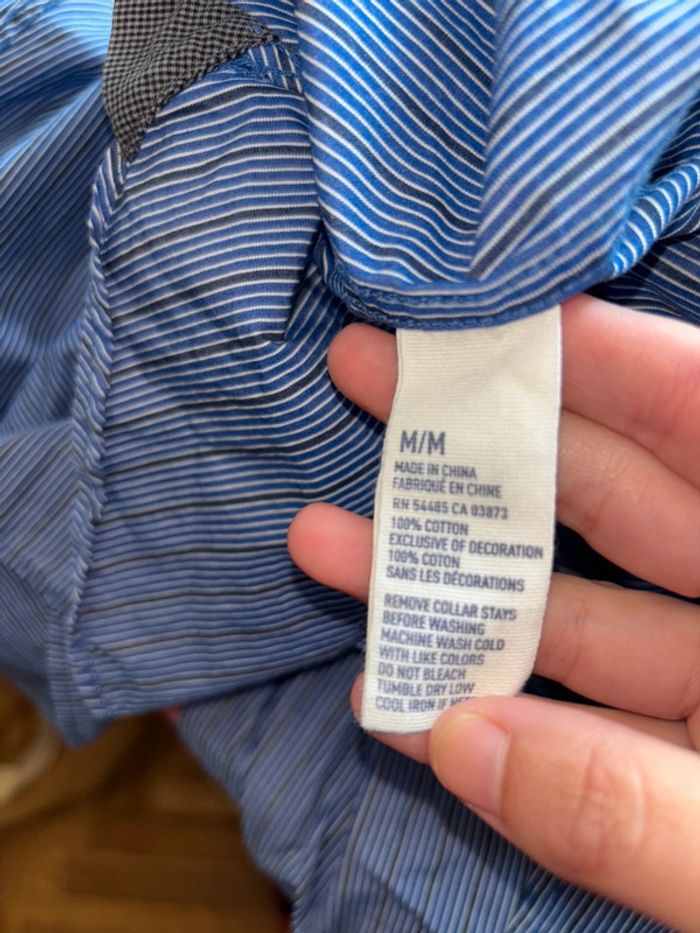 M/M
MADE IN CHINA
FABRIQUÉ EN CHINE
RN 54485 CA 03873
100% COTTON
EXCLUSIVE OF DECORATION
100% COTON
SANS LES DÉCORATIONS
REMOVE COLLAR STAYS
BEFORE WASHING
MACHINE WASH COLD
WITH LIKE COLORS
DO NOT BLEACH
TUMBLE DRY LOW
COOL IRON IF